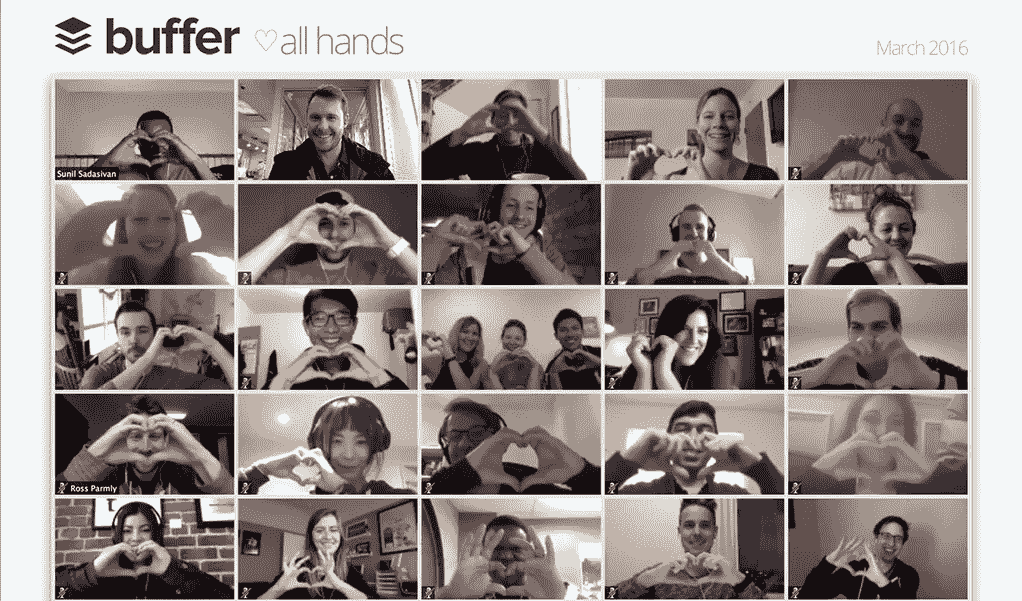 buffer ♡ all hands
March 2016
Sunil Sadasivan
Ross Parmly